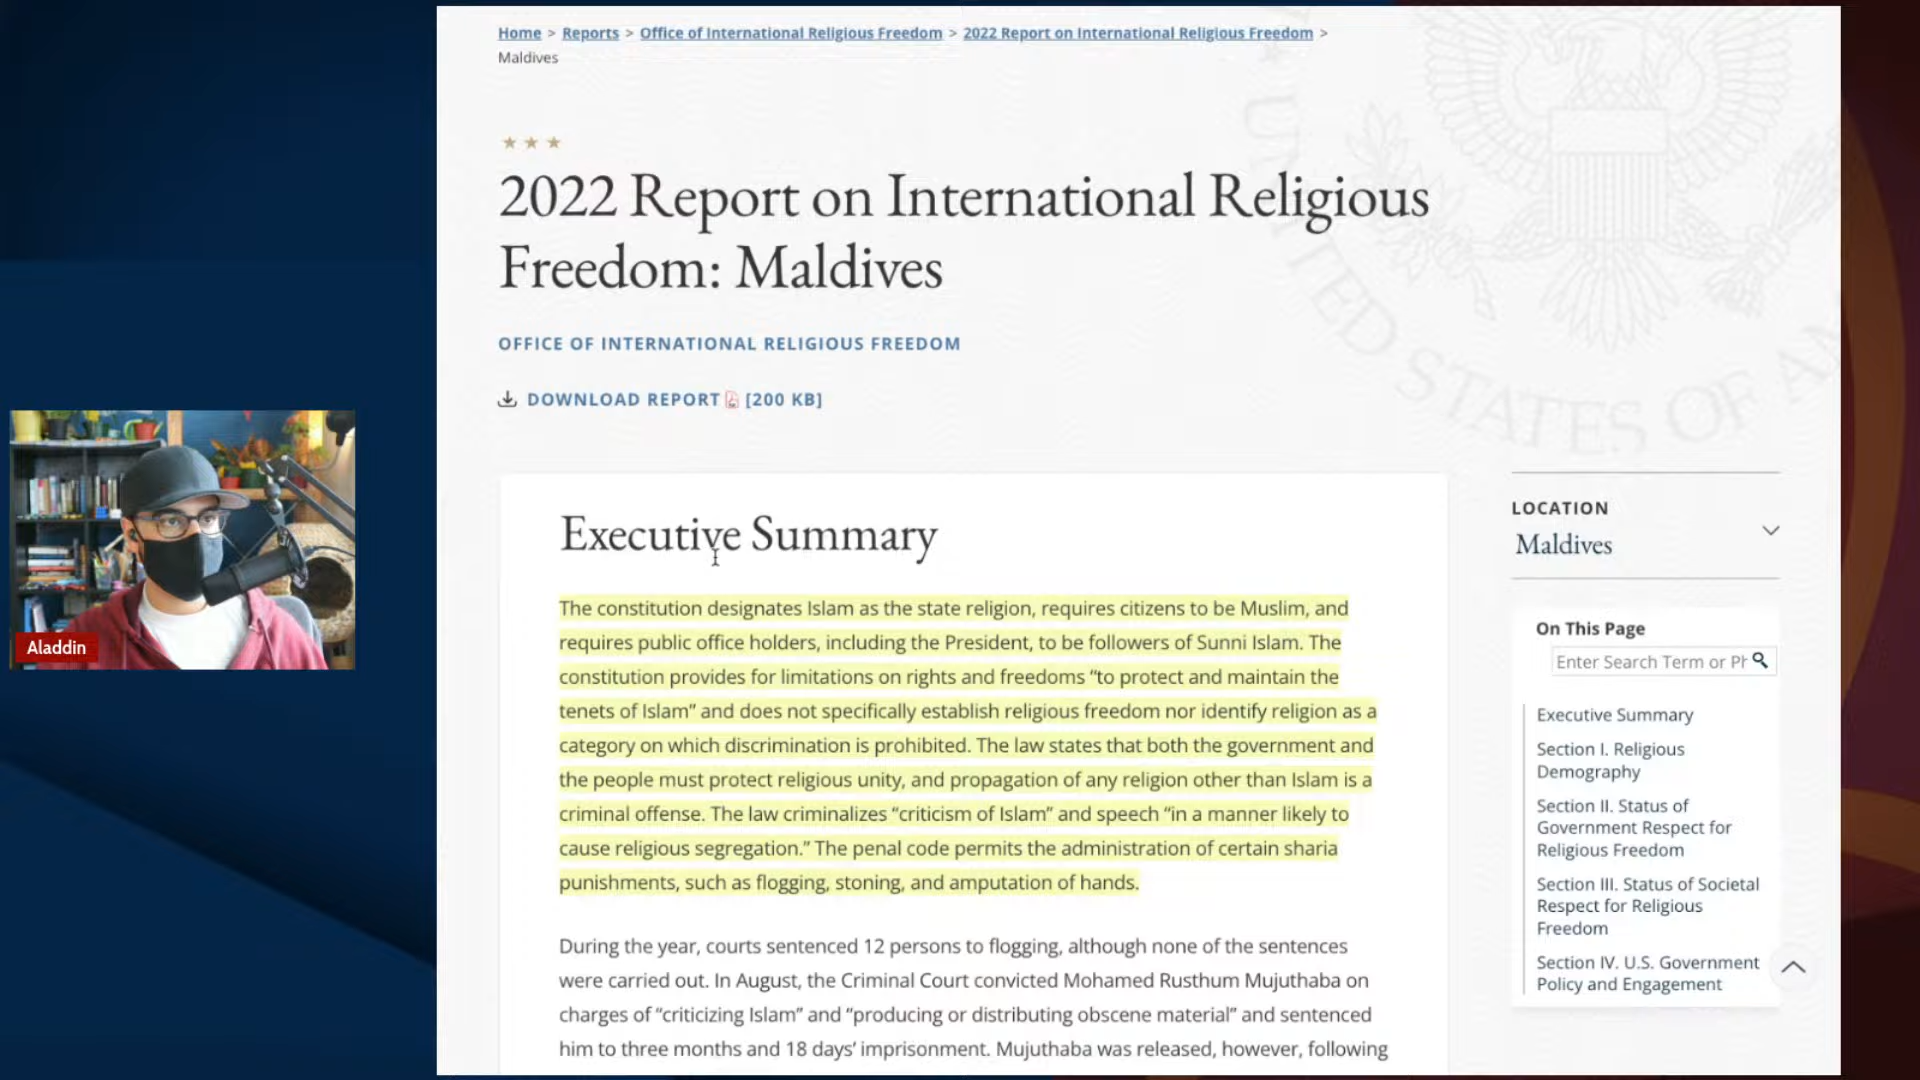 Home > Reports > Office of International Religious Freedom > 2022 Report on International Religious Freedom >
Maldives
2022 Report on International Religious
Freedom: Maldives
OFFICE OF INTERNATIONAL RELIGIOUS FREEDOM
DOWNLOAD REPORT [200 KB]
Executive Summary
The constitution designates Islam as the state religion, requires citizens to be Muslim, and
requires public office holders, including the President, to be followers of Sunni Islam. The
constitution provides for limitations on rights and freedoms “to protect and maintain the
tenets of Islam” and does not specifically establish religious freedom nor identify religion as a
category on which discrimination is prohibited. The law states that both the government and
the people must protect religious unity, and propagation of any religion other than Islam is a
criminal offense. The law criminalizes “criticism of Islam” and speech “in a manner likely to
cause religious segregation.” The penal code permits the administration of certain sharia
punishments, such as flogging, stoning, and amputation of hands.
During the year, courts sentenced 12 persons to flogging, although none of the sentences
were carried out. In August, the Criminal Court convicted Mohamed Rusthum Mujuthaba on
charges of “criticizing Islam” and “producing or distributing obscene material” and sentenced
him to three months and 18 days’ imprisonment. Mujuthaba was released, however, following
LOCATION
Maldives
On This Page
Enter Search Term or Ph
Executive Summary
Section I. Religious
Demography
Section II. Status of
Government Respect for
Religious Freedom
Section III. Status of Societal
Respect for Religious
Freedom
Section IV. U.S. Government
Policy and Engagement
UNITED STATES OF AM
Aladdin